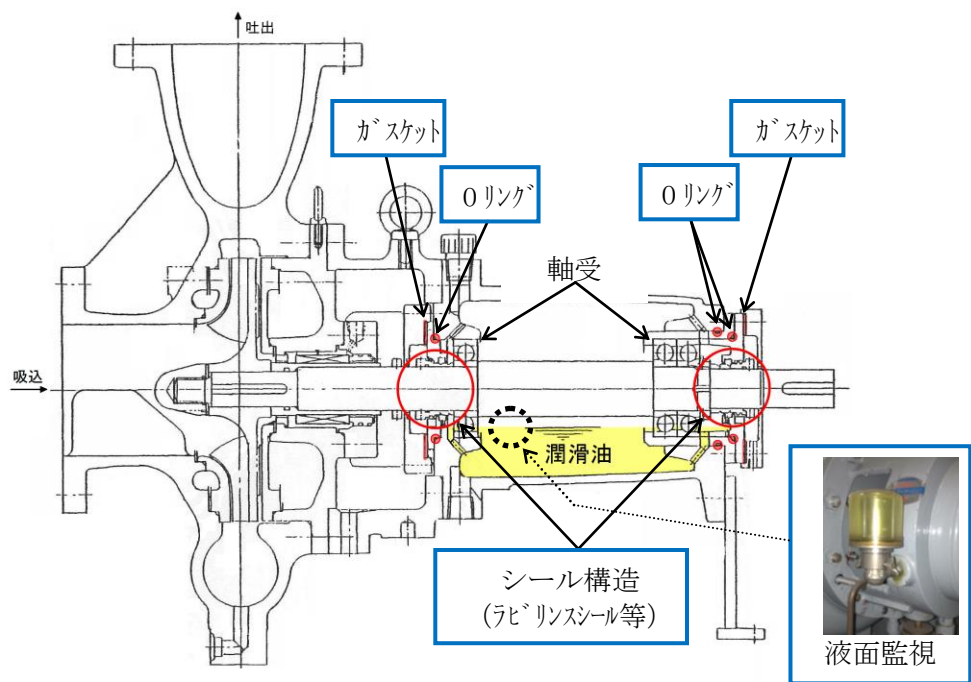 吐出
ガスケット
ガスケット
Oリング
Oリング
軸受
吸込
潤滑油
シール構造
(ラビリンスシール等)
液面監視